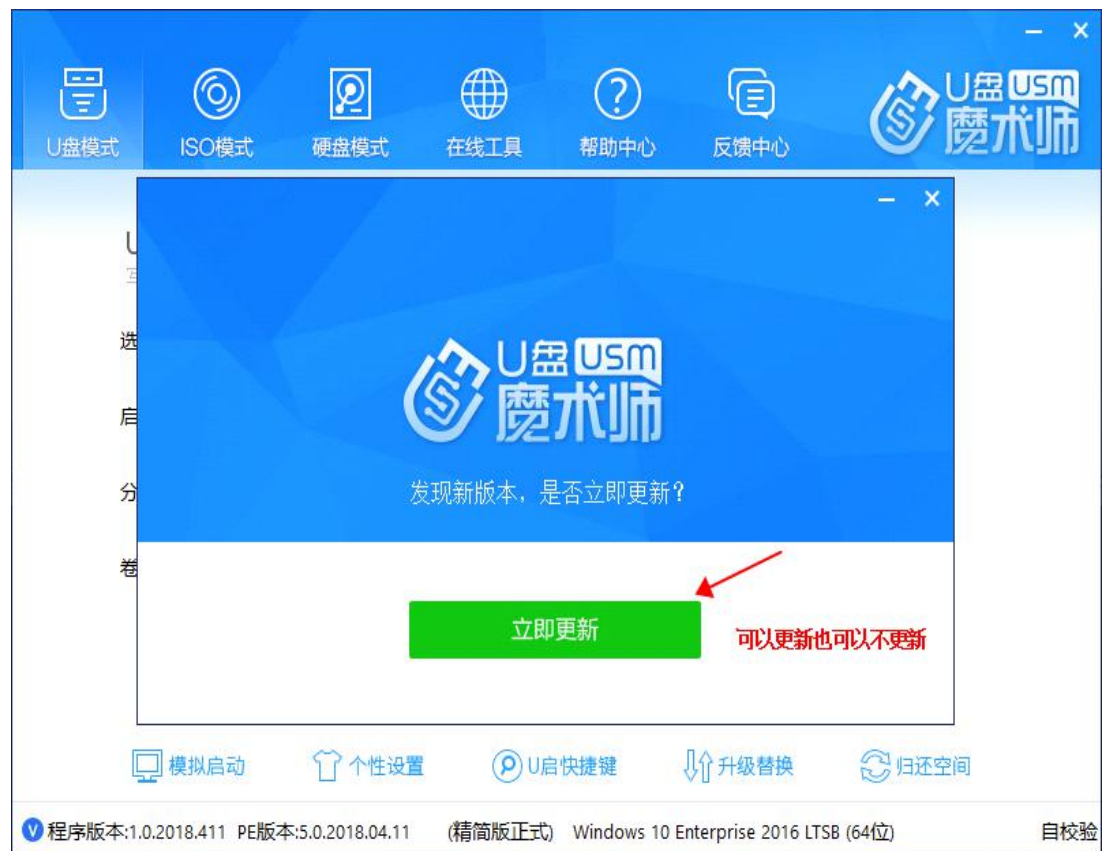 U盘模式 ISO模式 硬盘模式 在线工具 帮助中心 反馈中心 U盘 USM 魔术师
选
启
分
卷
U盘 USM
魔术师
发现新版本，是否立即更新？
立即更新
可以更新也可以不更新
模拟启动 个性设置 U启快捷键 升级替换 归还空间
程序版本:1.0.2018.411 PE版本:5.0.2018.04.11 (精简版正式) Windows 10 Enterprise 2016 LTSB (64位) 自校验